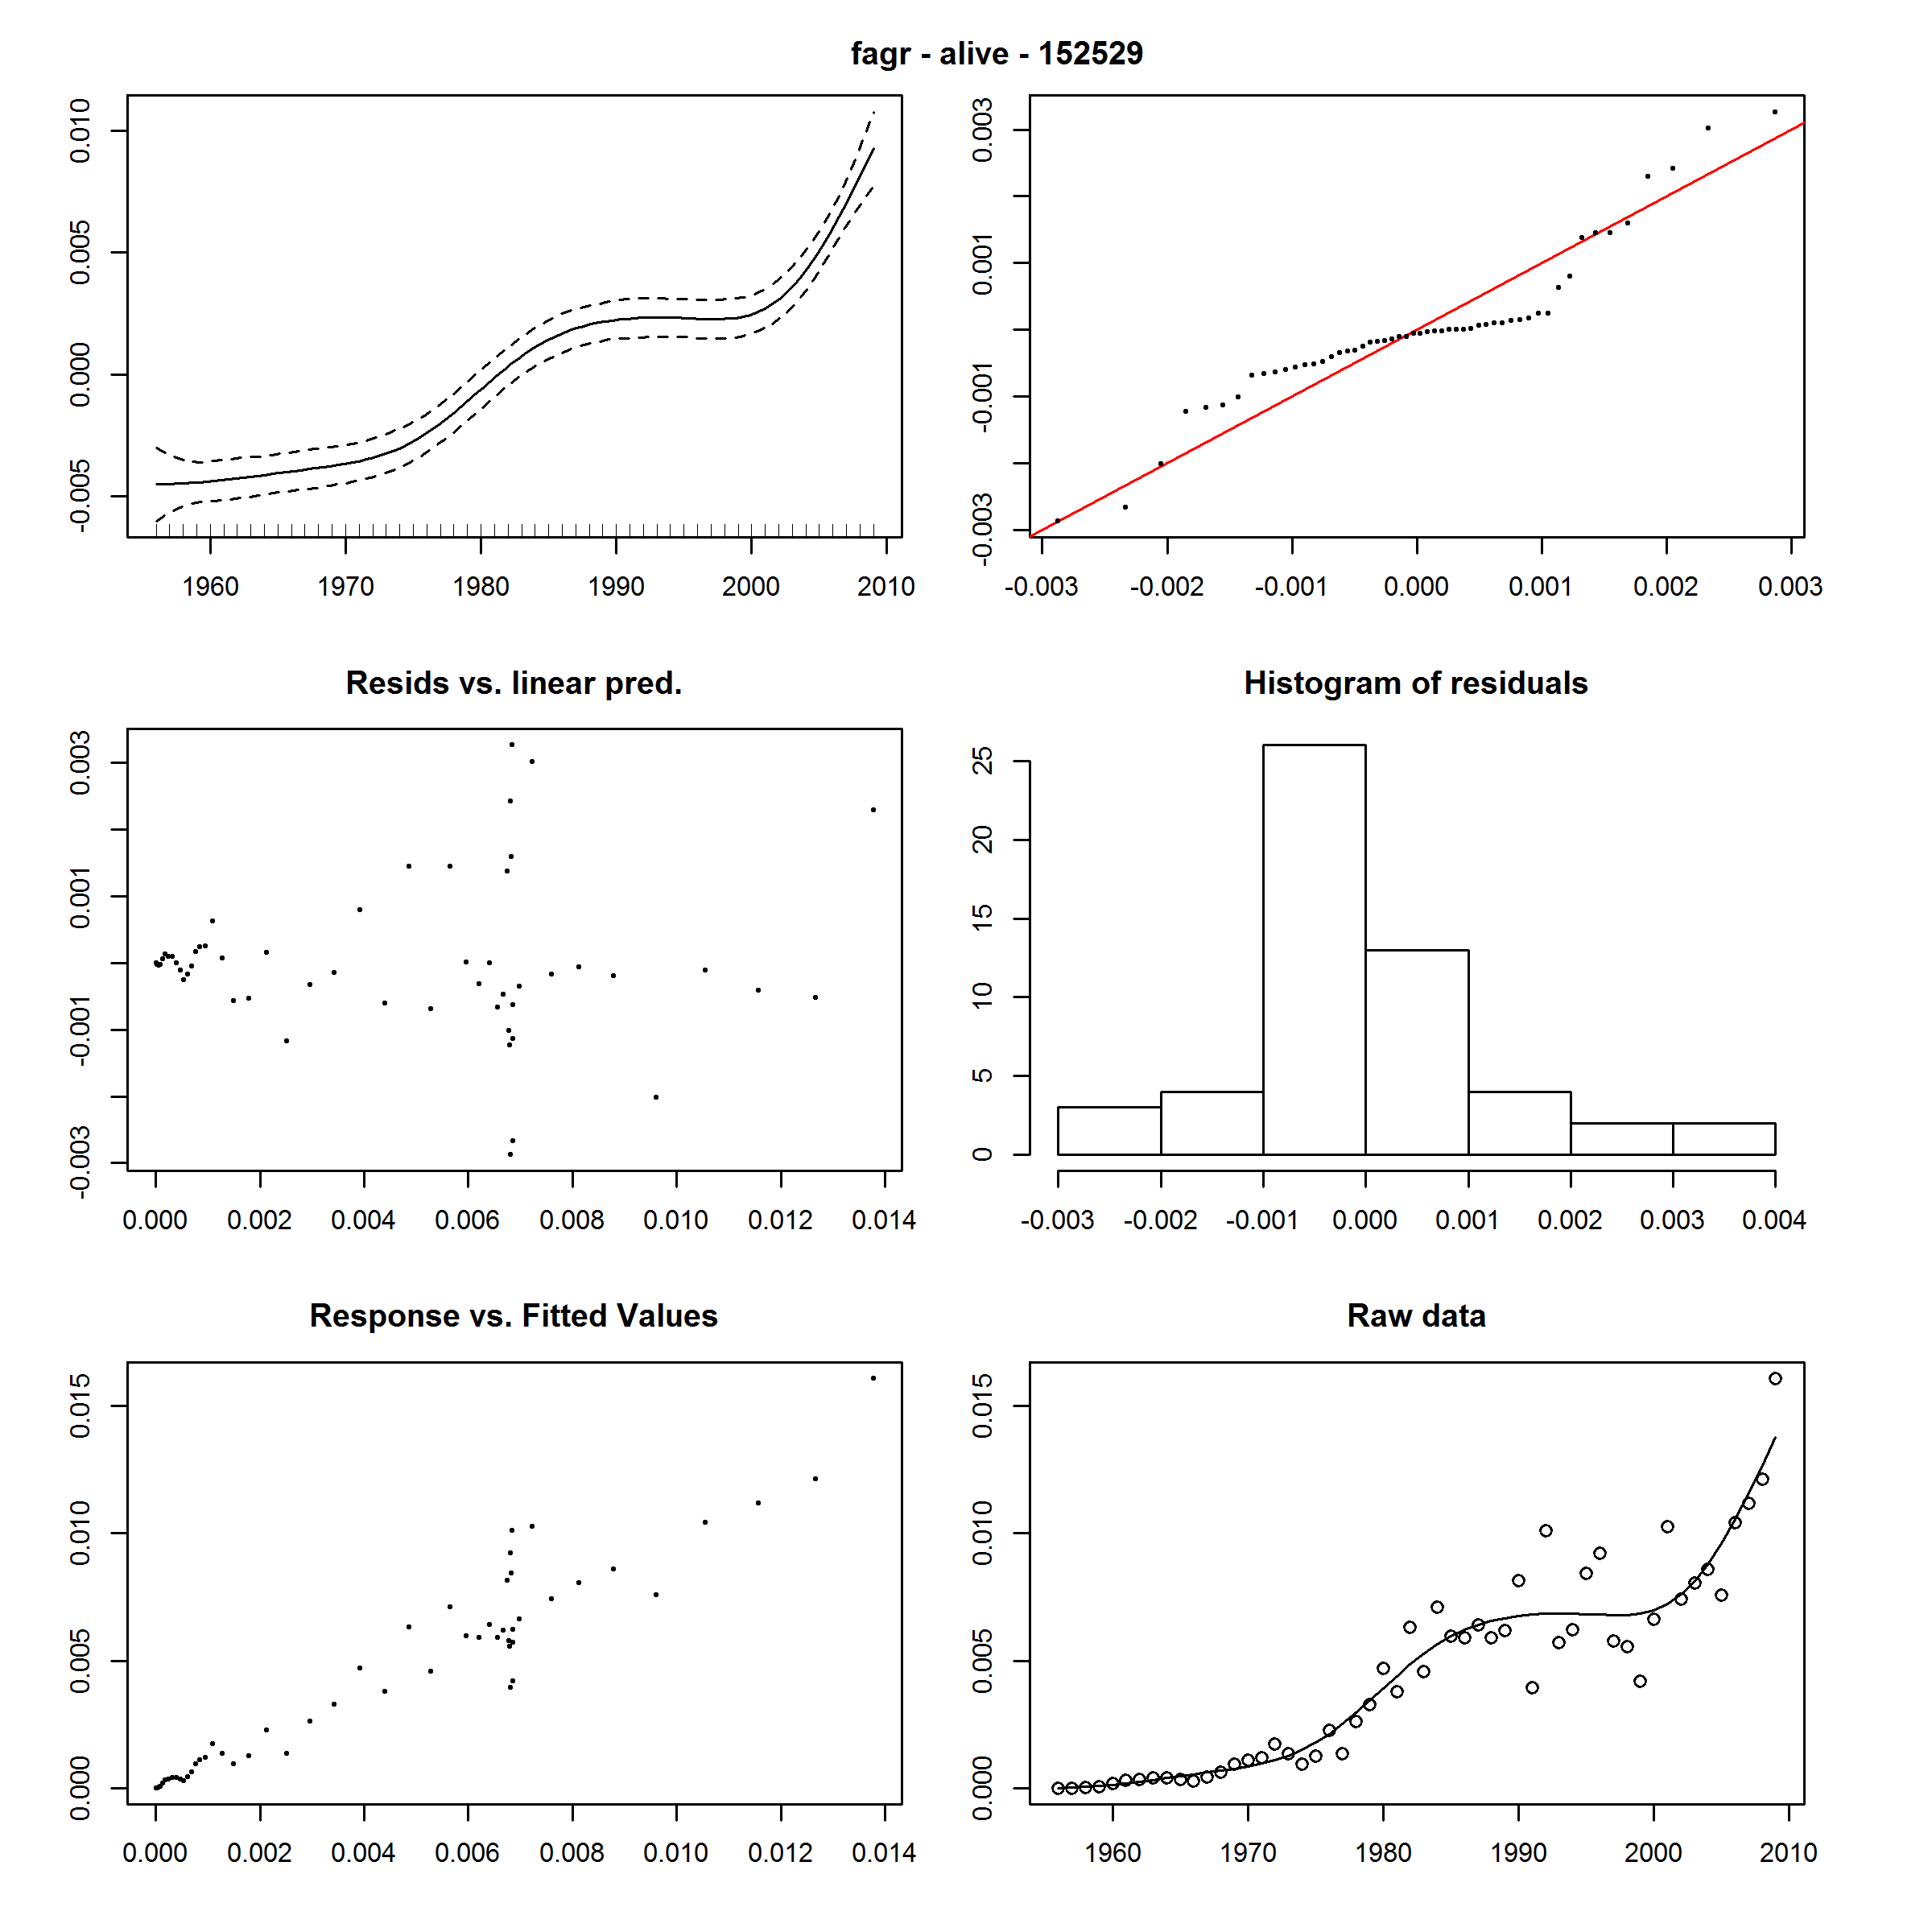 fagr - alive - 152529
0.010
0.005
0.000
-0.005
1960 1970 1980 1990 2000 2010
0.003
0.001
-0.001
-0.003
-0.003 -0.002 -0.001 0.000 0.001 0.002 0.003
Resids vs. linear pred.
0.003
0.001
-0.001
-0.003
0.000 0.002 0.004 0.006 0.008 0.010 0.012 0.014
Histogram of residuals
25
20
15
10
5
0
-0.003 -0.002 -0.001 0.000 0.001 0.002 0.003 0.004
Response vs. Fitted Values
0.015
0.010
0.005
0.000
0.000 0.002 0.004 0.006 0.008 0.010 0.012 0.014
Raw data
0.015
0.010
0.005
0.000
1960 1970 1980 1990 2000 2010